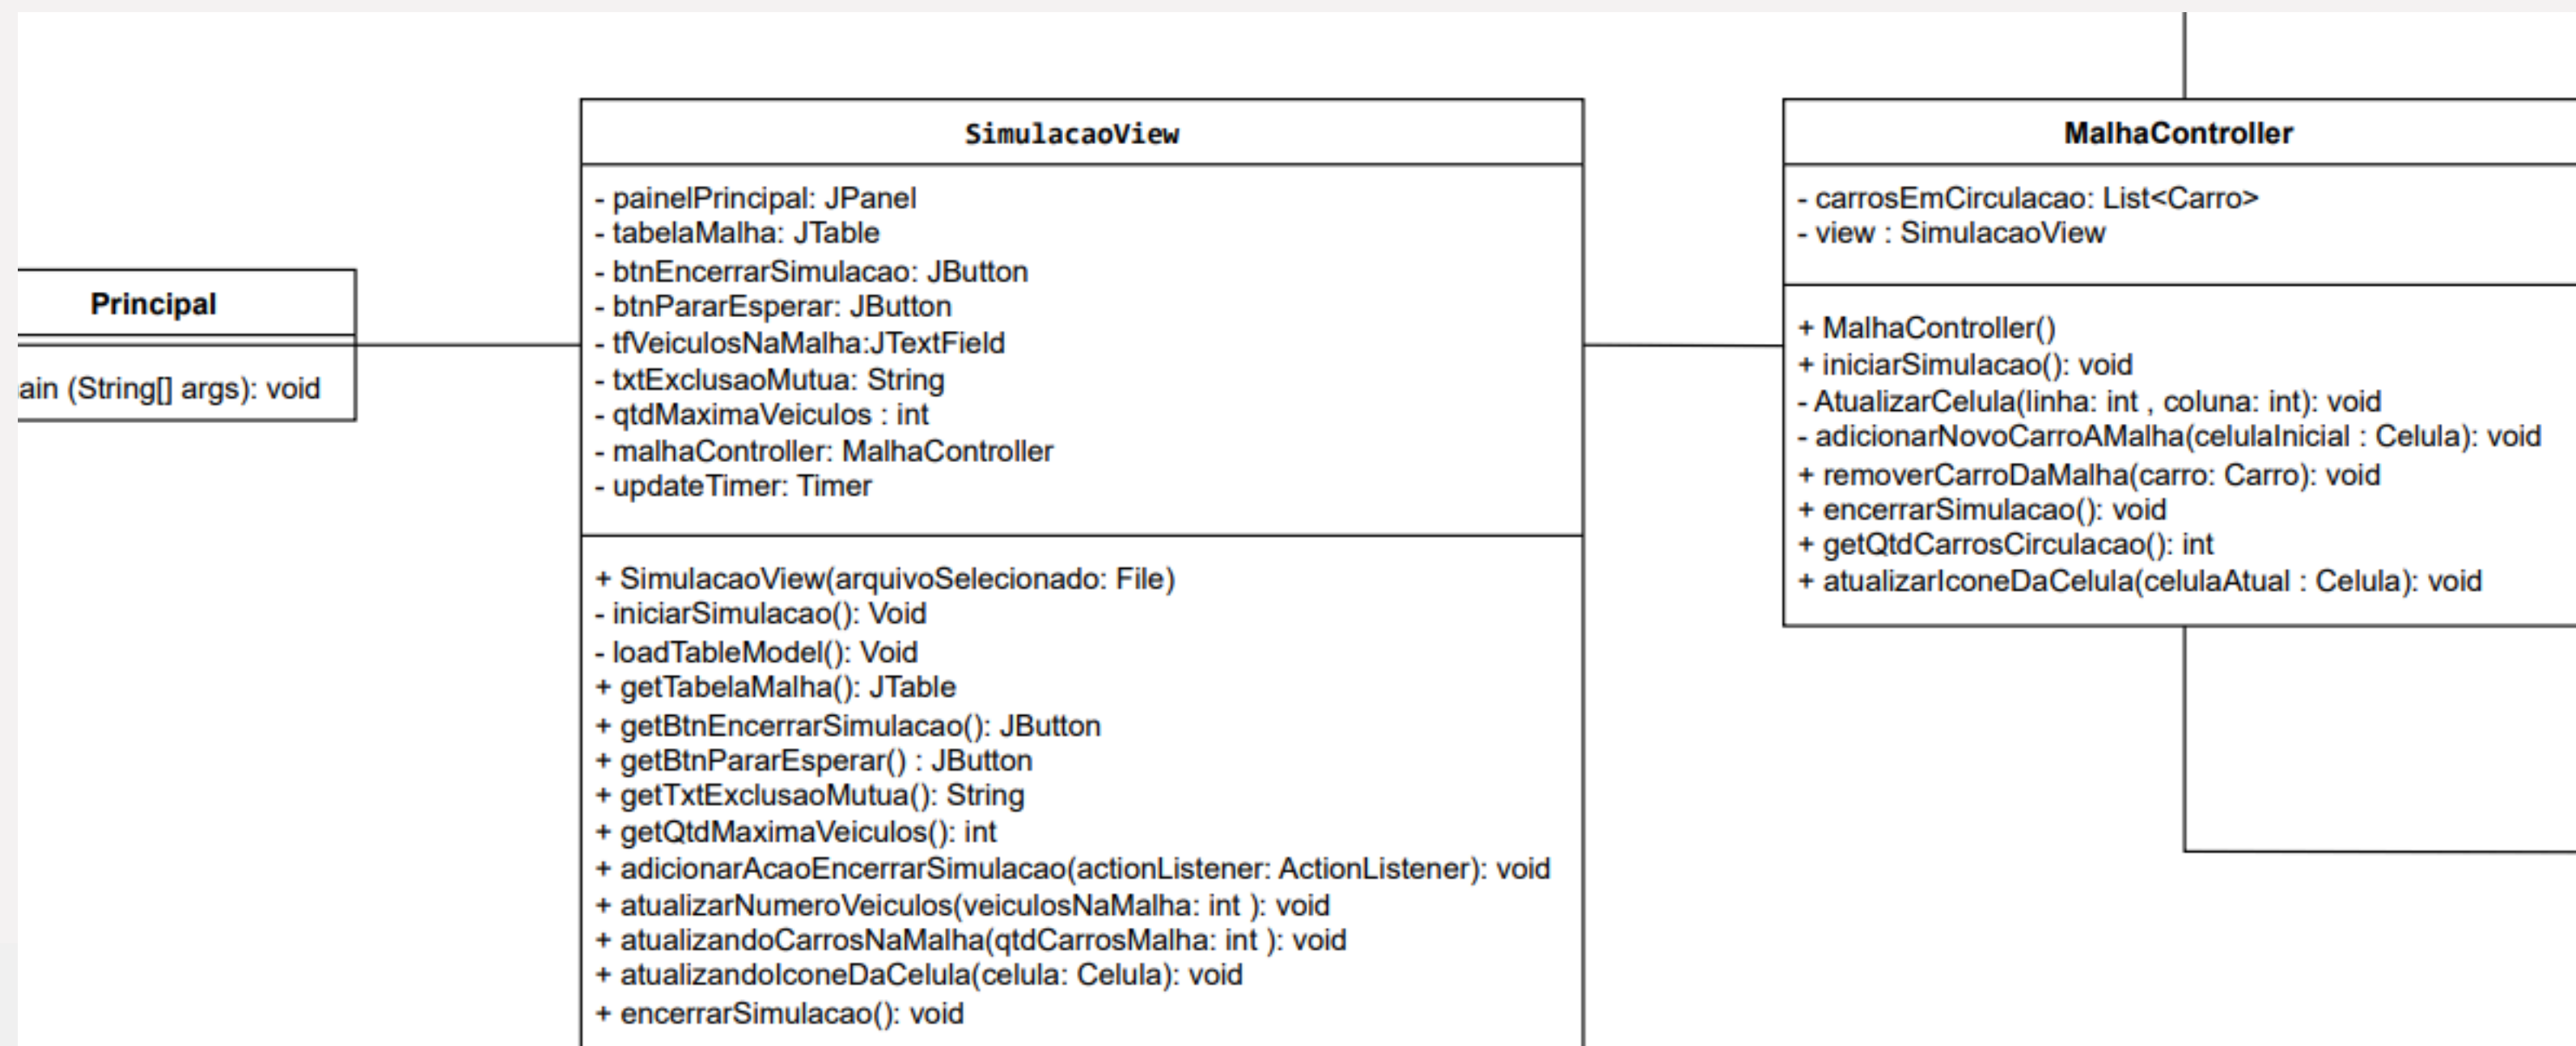 Principal
(String[] args): void
SimulacaoView
- painelPrincipal: JPanel
- tabelaMalha: JTable
- btnEncerrarSimulacao: JButton
- btnPararEsperar: JButton
- tfVeiculosNaMalha:JTextField
- txtExclusaoMutua: String
- qtdMaximaVeiculos : int
- malhaController: MalhaController
- updateTimer: Timer
+ SimulacaoView(arquivoSelecionado: File)
- iniciarSimulacao(): Void
- loadTableModel(): Void
+ getTabelaMalha(): JTable
+ getBtnEncerrarSimulacao(): JButton
+ getBtnPararEsperar() : JButton
+ getTxtExclusaoMutua(): String
+ getQtdMaximaVeiculos(): int
+ adicionarAcaoEncerrarSimulacao(actionListener: ActionListener): void
+ atualizarNumeroVeiculos(veiculosNaMalha: int ): void
+ atualizandoCarrosNaMalha(qtdCarrosMalha: int ): void
+ atualizandoIconeDaCelula(celula: Celula): void
+ encerrarSimulacao(): void
MalhaController
- carrosEmCirculacao: List<Carro>
- view : SimulacaoView
+ MalhaController()
+ iniciarSimulacao(): void
- AtualizarCelula(linha: int , coluna: int): void
- adicionarNovoCarroAMalha(celulaInicial : Celula): void
+ removerCarroDaMalha(carro: Carro): void
+ encerrarSimulacao(): void
+ getQtdCarrosCirculacao(): int
+ atualizarIconeDaCelula(celulaAtual : Celula): void